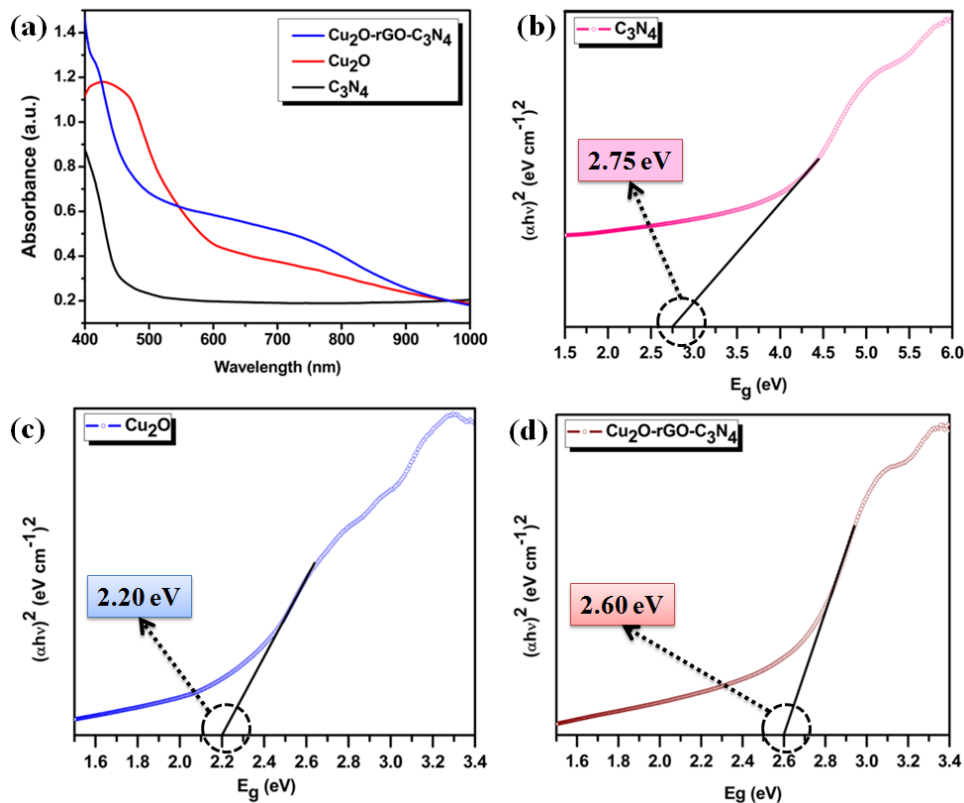 (a)
Cu₂O-rGO-C₃N₄
Cu₂O
C₃N₄
Absorbance (a.u.)
1.4
1.2
1.0
0.8
0.6
0.4
0.2
400 500 600 700 800 900 1000
Wavelength (nm)
(b)
C₃N₄
2.75 eV
(αhν)² (eV cm⁻¹)²
1.5 2.0 2.5 3.0 3.5 4.0 4.5 5.0 5.5 6.0
E_g (eV)
(c)
Cu₂O
2.20 eV
(αhν)² (eV cm⁻¹)²
1.6 1.8 2.0 2.2 2.4 2.6 2.8 3.0 3.2 3.4
E_g (eV)
(d)
Cu₂O-rGO-C₃N₄
2.60 eV
(αhν)² (eV cm⁻¹)²
1.6 1.8 2.0 2.2 2.4 2.6 2.8 3.0 3.2 3.4
Eg (eV)